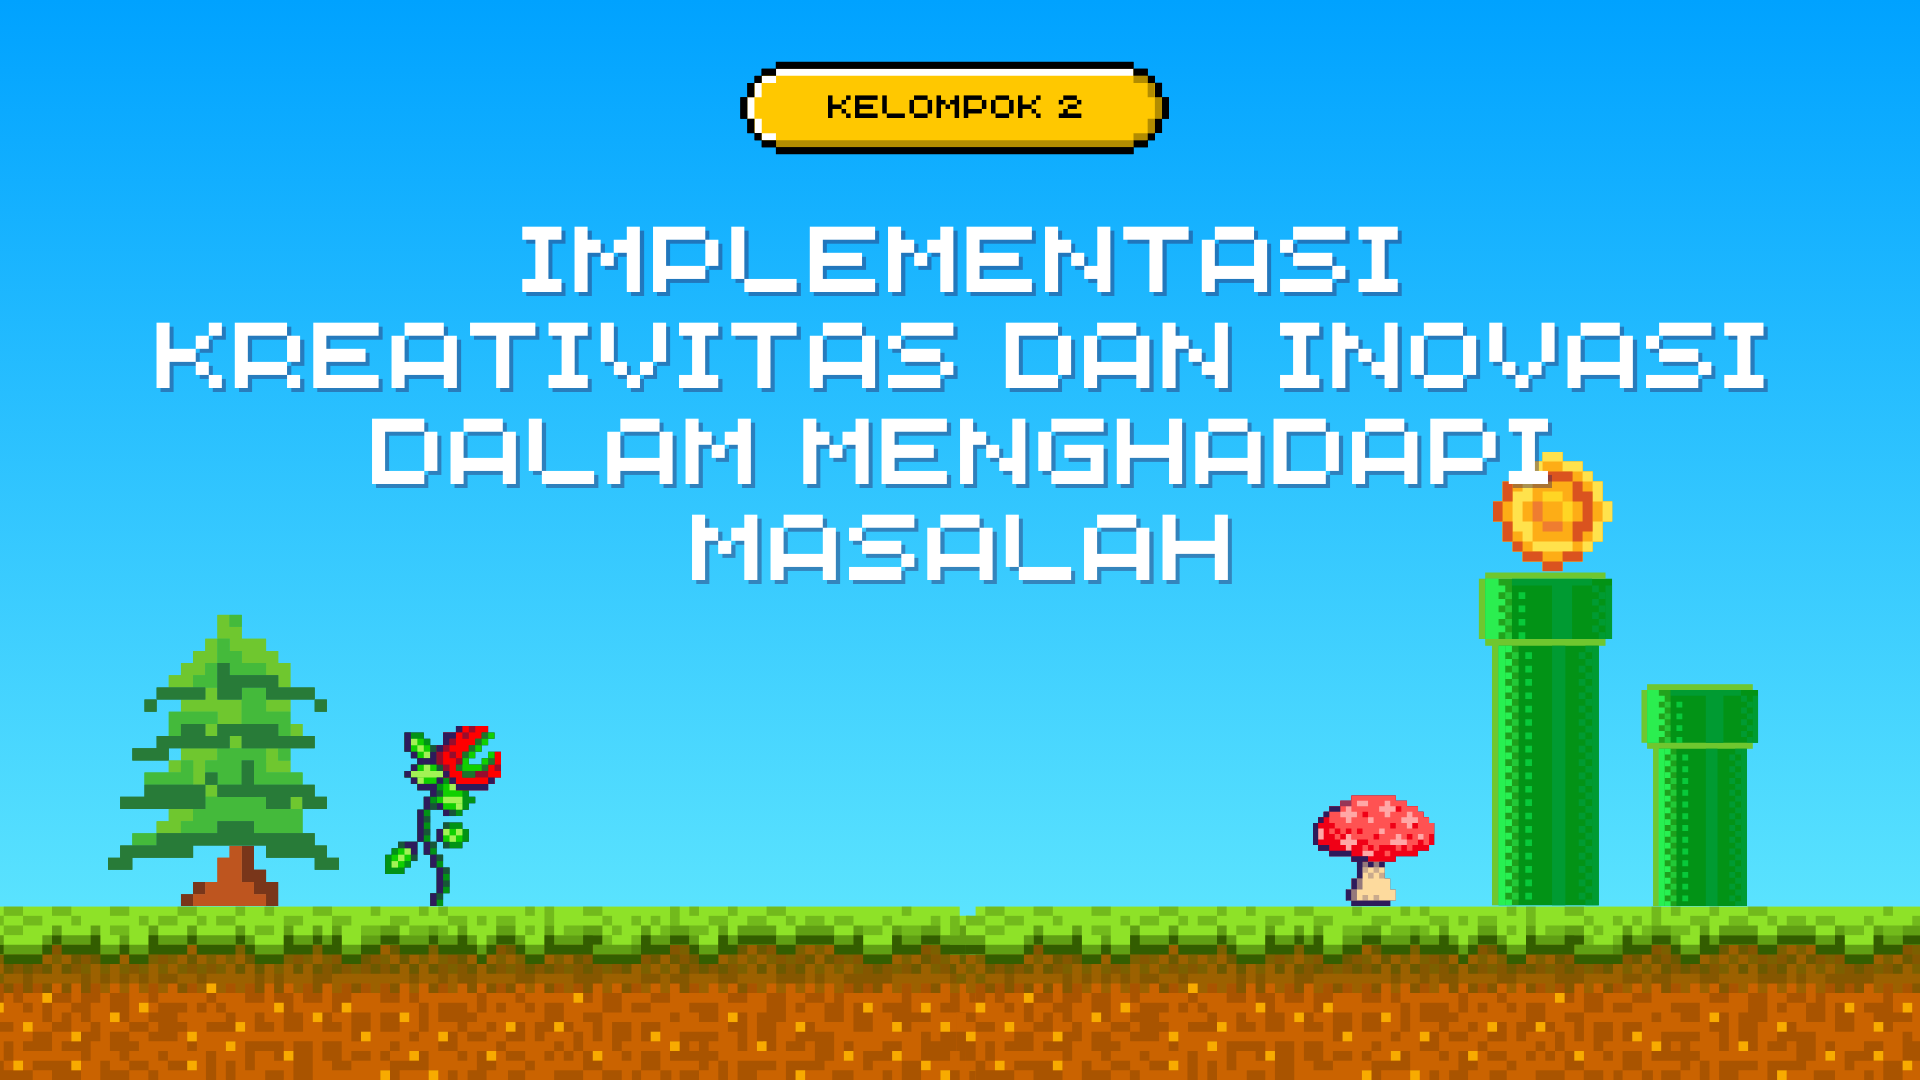 KELOMPOK 2
IMPLEMENTASI
KREATIVITAS DAN INOVASI
DALAM MENGHADAPI
MASALAH